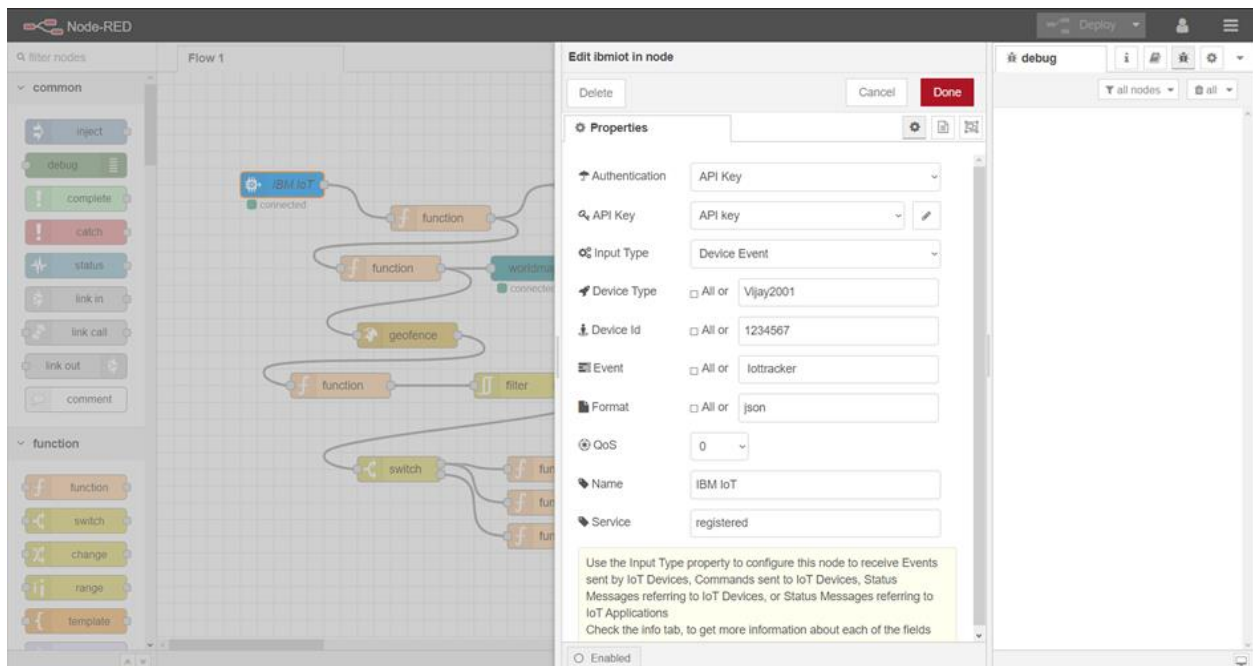 Node-RED
Deploy
filter nodes
Flow 1
Edit ibmiot in node
debug
Delete
Cancel
Done
all nodes
all
common
Properties
inject
debug
complete
catch
status
link in
link call
link out
comment
function
function
switch
change
range
template
IBM IoT
connected
function
function
worldma
connected
geofence
function
filter
switch
fun
fun
fun
Authentication
API Key
API Key
API key
Input Type
Device Event
Device Type
All or
Vijay2001
Device Id
All or
1234567
Event
All or
Iottracker
Format
All or
json
QoS
0
Name
IBM IoT
Service
registered
Use the Input Type property to configure this node to receive Events
sent by IoT Devices, Commands sent to IoT Devices, Status
Messages referring to IoT Devices, or Status Messages referring to
IoT Applications
Check the info tab, to get more information about each of the fields
Enabled